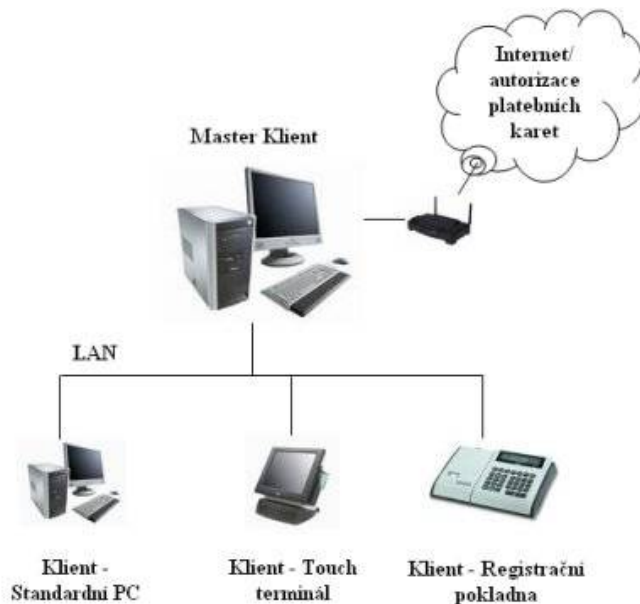 Internet/
autorizace
platebních
karet
Master Klient
LAN
Klient -
Standardní PC
Klient - Touch
terminál
Klient - Registrační
pokladna